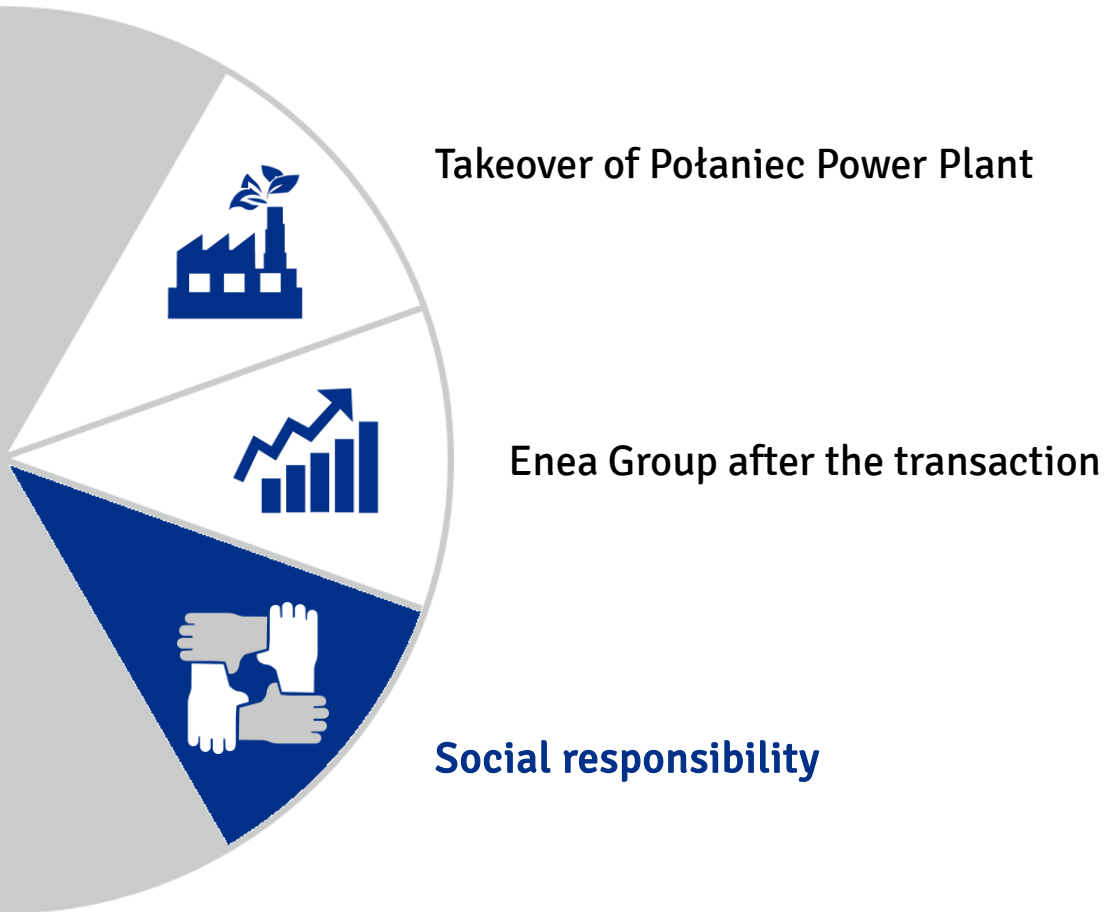 Takeover of Połaniec Power Plant
Enea Group after the transaction
Social responsibility